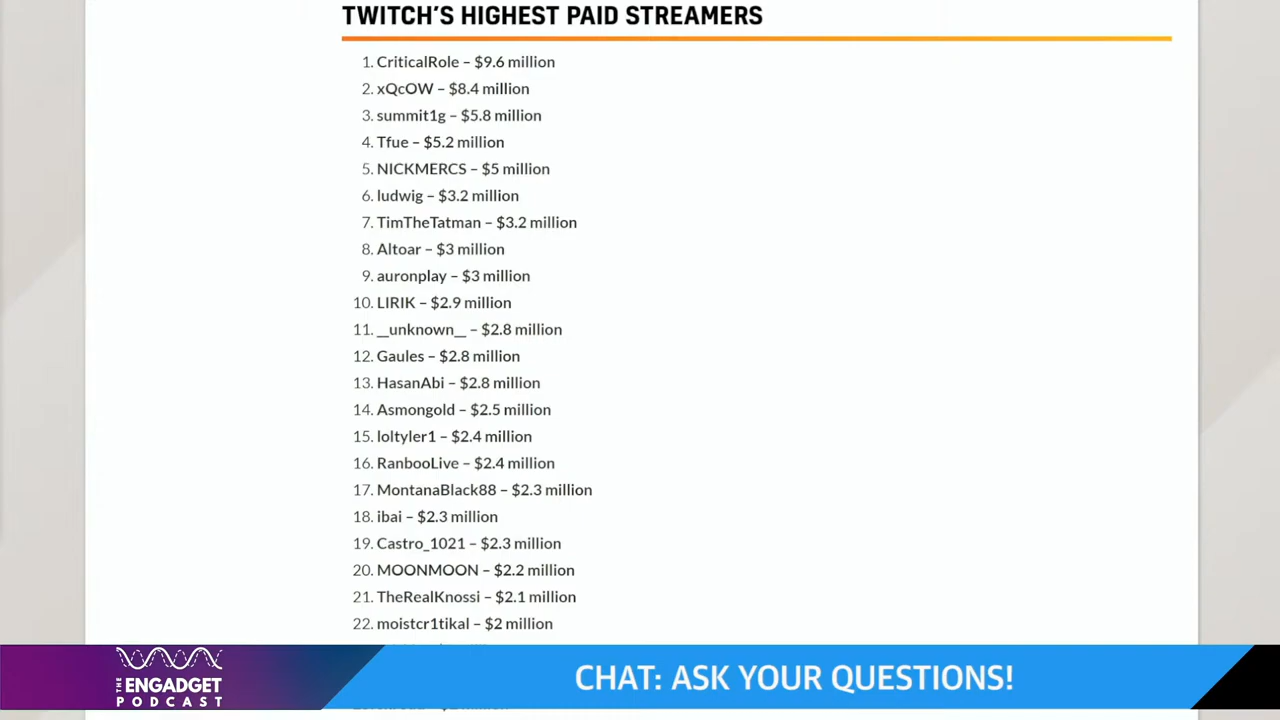 TWITCH'S HIGHEST PAID STREAMERS
1. CriticalRole – $9.6 million
2. xQcOW – $8.4 million
3. summit1g – $5.8 million
4. Tfue – $5.2 million
5. NICKMERCS – $5 million
6. ludwig – $3.2 million
7. TimTheTatman – $3.2 million
8. Altoar – $3 million
9. auronplay – $3 million
10. LIRIK – $2.9 million
11. __unknown__ – $2.8 million
12. Gaules – $2.8 million
13. HasanAbi – $2.8 million
14. Asmongold – $2.5 million
15. loltyler1 – $2.4 million
16. RanbooLive – $2.4 million
17. MontanaBlack88 – $2.3 million
18. ibai – $2.3 million
19. Castro_1021 – $2.3 million
20. MOONMOON – $2.2 million
21. TheRealKnossi – $2.1 million
22. moistcr1tikal – $2 million
THE ENGADGET PODCAST
CHAT: ASK YOUR QUESTIONS!